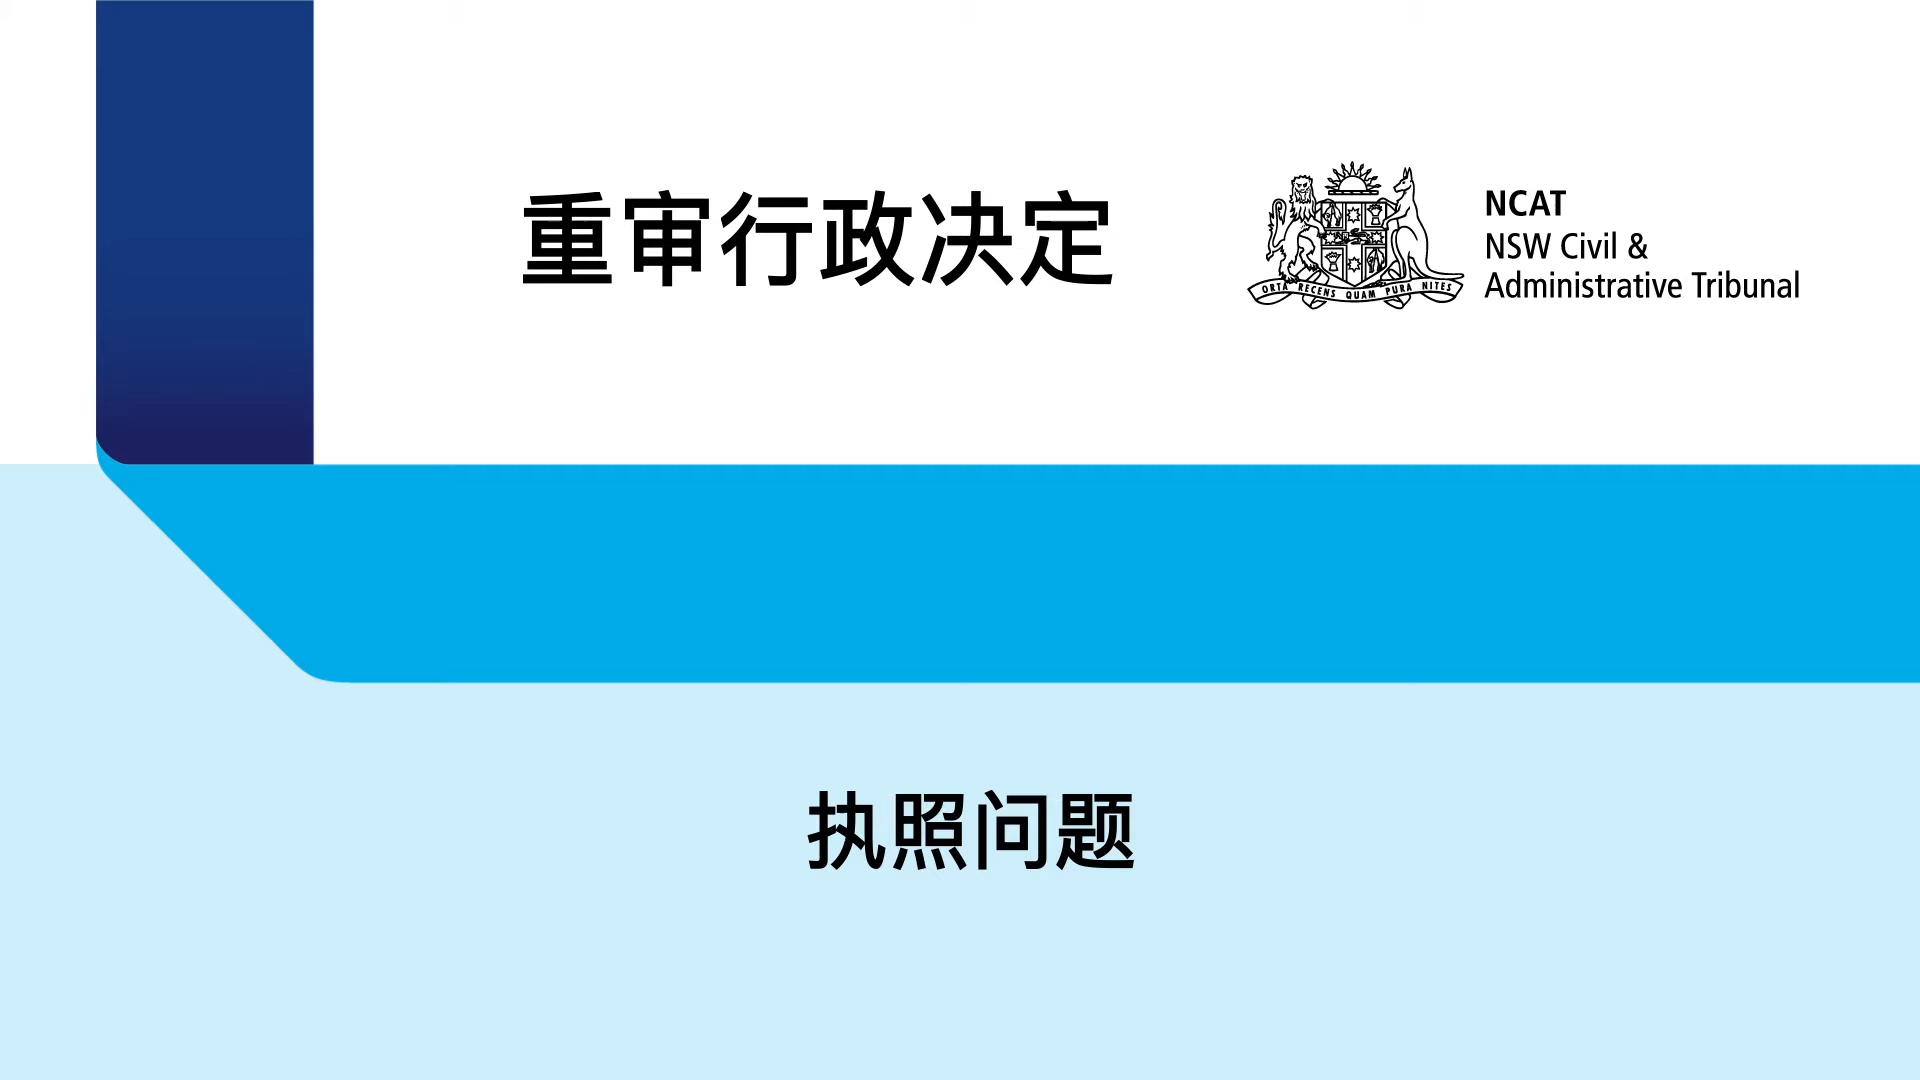 重审行政决定
NCAT
NSW Civil &
Administrative Tribunal
ORTA RECENS QUAM PURA NITES
执照问题